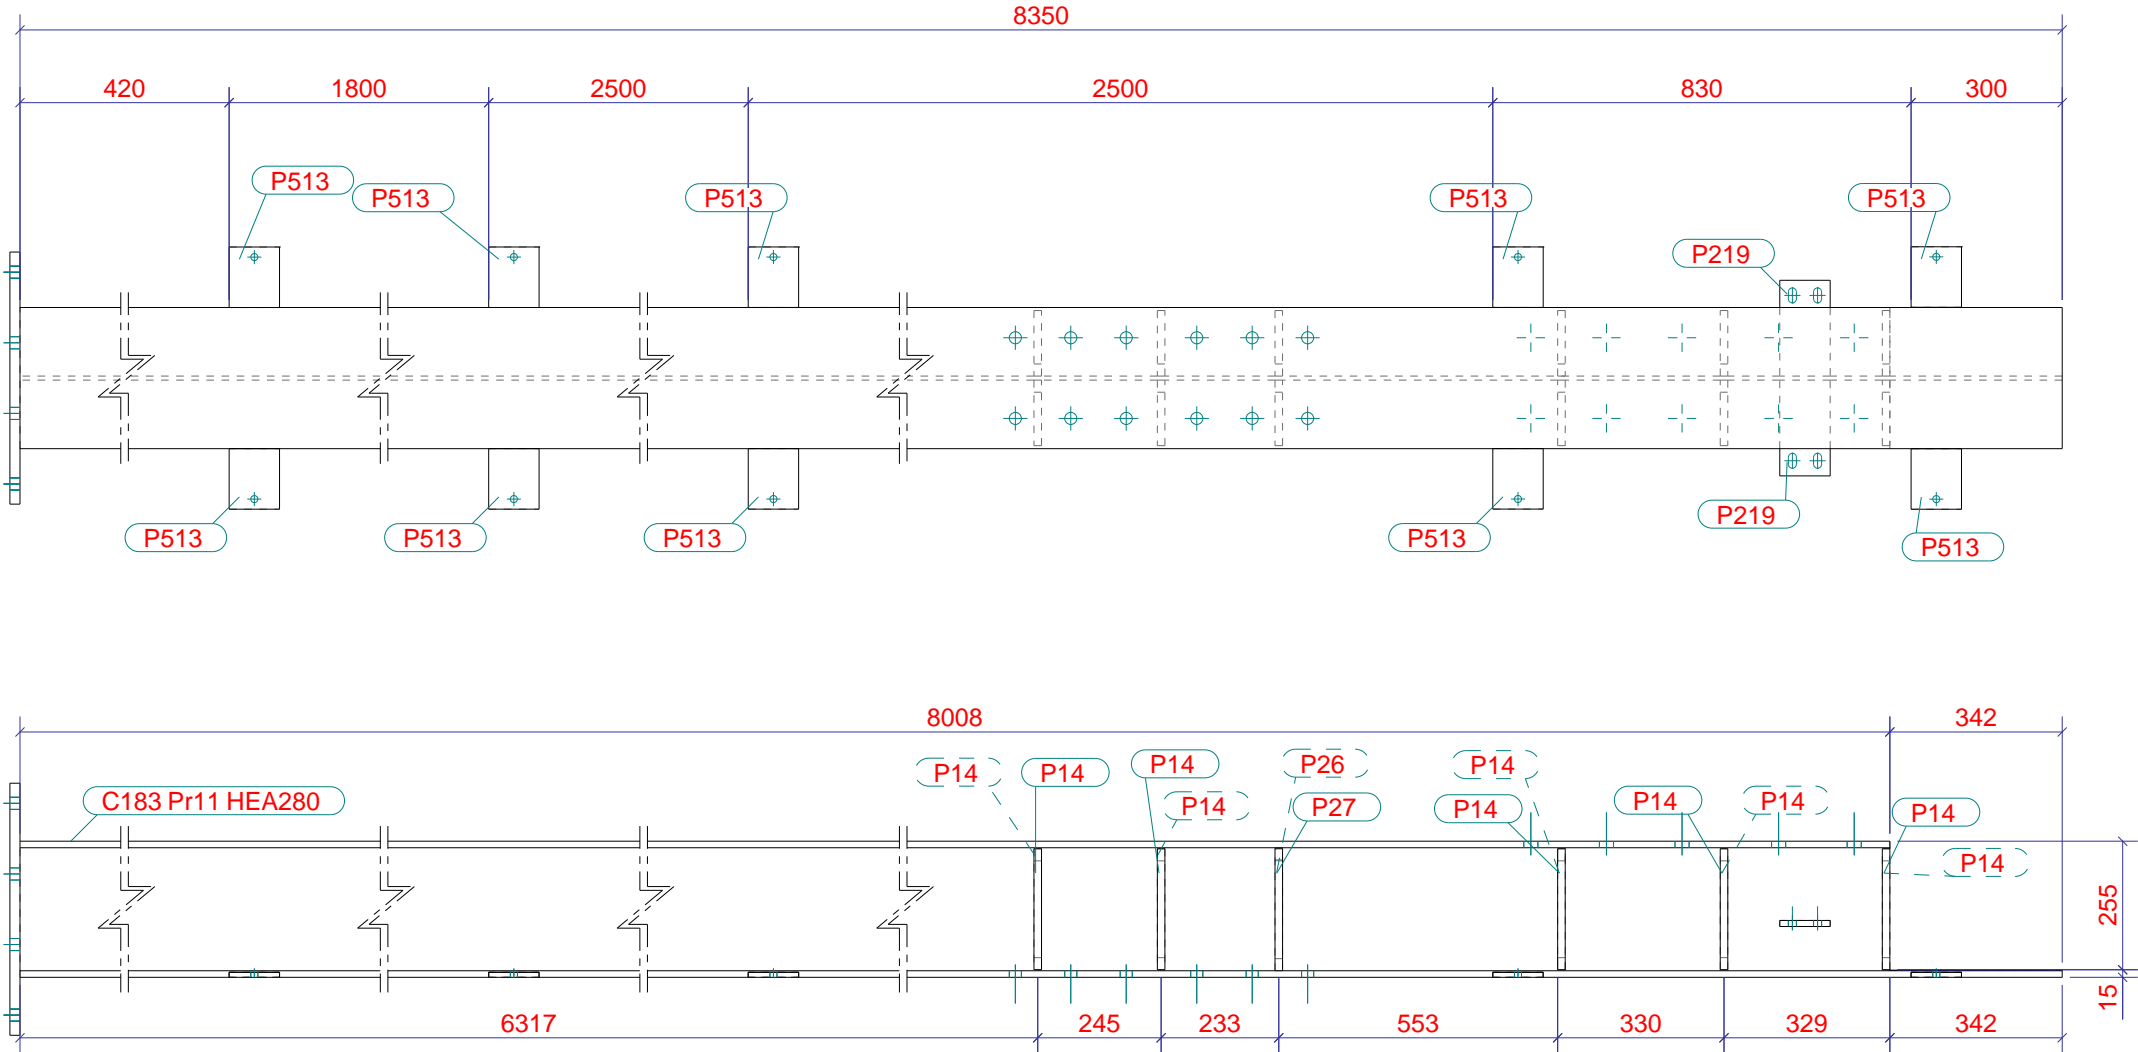 8350
420 1800 2500 2500 830 300
P513 P513 P513 P513 P513
P219
P219
P513 P513 P513 P513 P513
8008 342
P14 P14 P14 P26 P14
C183 Pr11 HEA280 P14 P27 P14 P14 P14 P14
P14
255
15
6317 245 233 553 330 329 342